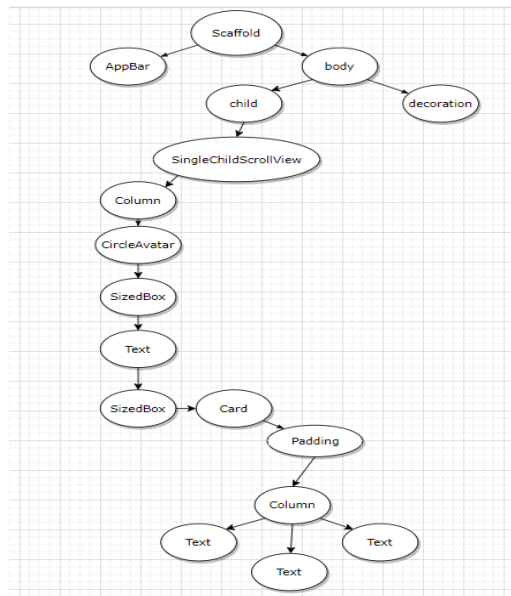 Scaffold
AppBar
body
child
decoration
SingleChildScrollView
Column
CircleAvatar
SizedBox
Text
SizedBox
Card
Padding
Column
Text
Text
Text